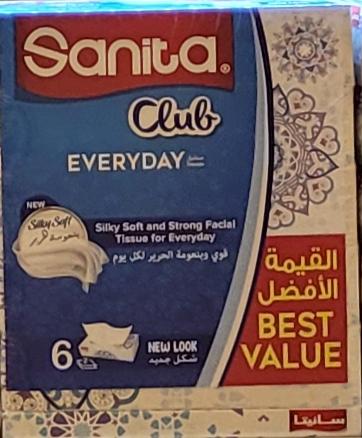 Sanita®
Club
EVERYDAY
NEW
Silky Soft
Silky Soft and Strong Facial
Tissue for Everyday
قوي وبنعومة الحرير لكل يوم
6
NEW LOOK
شكل جديد
القيمة
الأفضل
BEST
VALUE
سانيتا